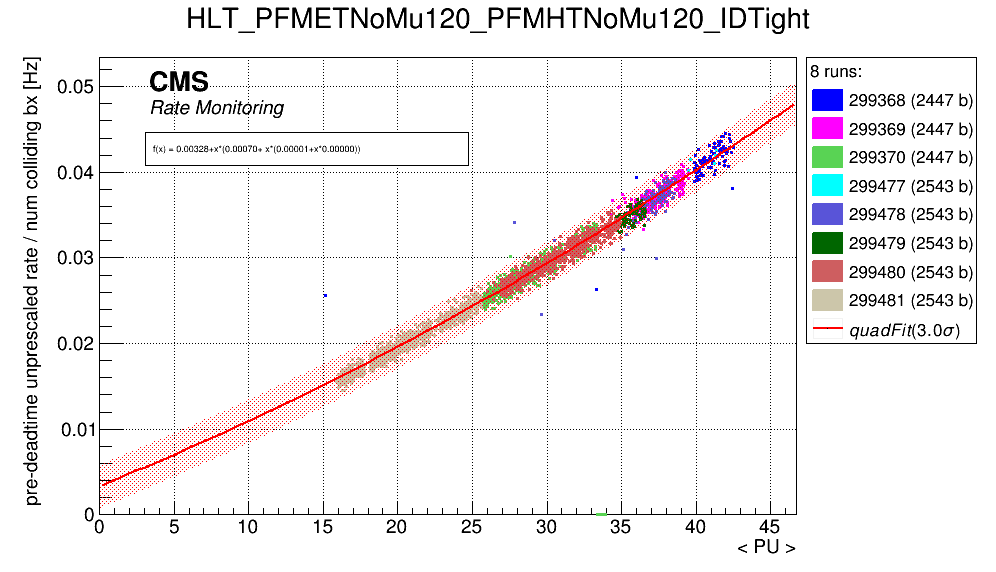 HLT_PFMETNoMu120_PFMHTNoMu120_IDTight
pre-deadtime unprescaled rate / num colliding bx [Hz]
0.05
0.04
0.03
0.02
0.01
0
CMS
Rate Monitoring
f(x) = 0.00328+x*(0.00070+ x*(0.00001+x*0.00000))
0 5 10 15 20 25 30 35 40 45
< PU >
8 runs:
299368 (2447 b)
299369 (2447 b)
299370 (2447 b)
299477 (2543 b)
299478 (2543 b)
299479 (2543 b)
299480 (2543 b)
299481 (2543 b)
quadFit(3.0σ)